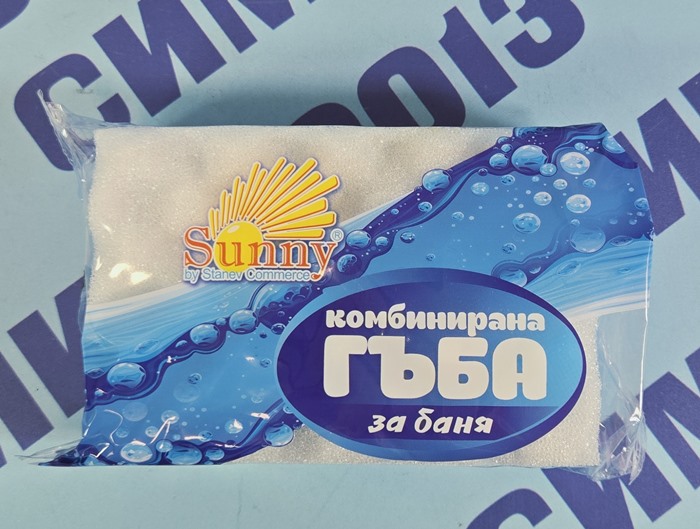 Sunny®
by Stanev Commerce
комбинирана
ГЪБА
за баня